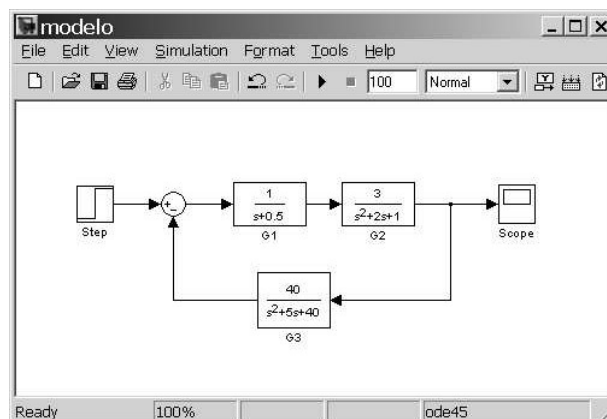 modelo
File Edit View Simulation Format Tools Help
100 Normal
Step
+
-
1
s+0.5
G1
3
s²+2s+1
G2
Scope
40
s²+5s+40
G3
Ready 100% ode45